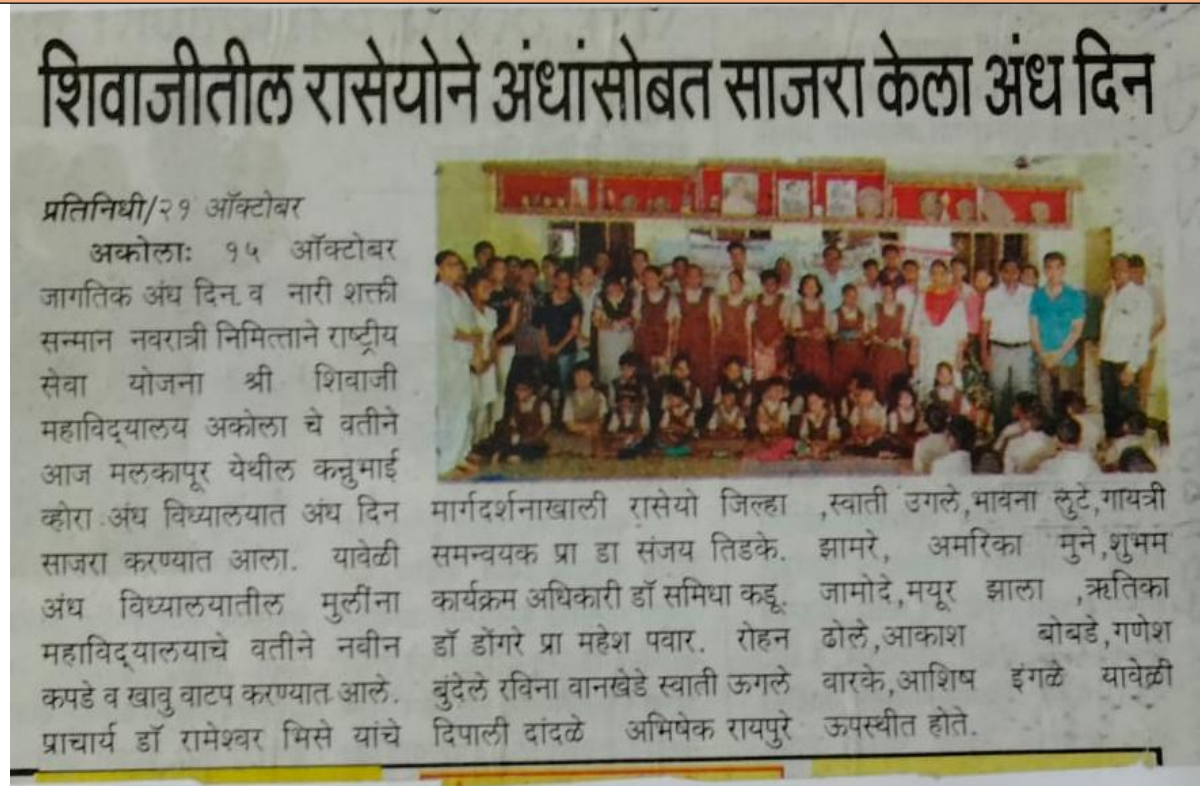 शिवाजीतील रासेयोने अंधांसोबत साजरा केला अंध दिन
प्रतिनिधी/२१ ऑक्टोबर
अकोलाः १५ ऑक्टोबर
जागतिक अंध दिन व नारी शक्ती
सन्मान नवरात्री निमित्ताने राष्ट्रीय
सेवा योजना श्री शिवाजी
महाविद्यालय अकोला चे वतीने
आज मलकापूर येथील कन्नुभाई
व्होरा अंध विध्यालयात अंध दिन
साजरा करण्यात आला. यावेळी
अंध विध्यालयातील मुलींना
महाविद्यालयाचे वतीने नवीन
कपडे व खावु वाटप करण्यात आले.
प्राचार्य डॉ रामेश्वर भिसे यांचे
मार्गदर्शनाखाली रासेयो जिल्हा
समन्वयक प्रा डा संजय तिडके.
कार्यक्रम अधिकारी डॉ समिधा कडू,
डॉ डोंगरे प्रा महेश पवार. रोहन
बुंदेले रविना वानखेडे स्वाती ऊगले
दिपाली दांदळे अभिषेक रायपुरे
,स्वाती उगले,भावना लुटे,गायत्री
झामरे, अमरिका मुने,शुभम
जामोदे,मयूर झाला ,ऋतिका
ढोले,आकाश बोबडे,गणेश
वारके,आशिष इंगळे यावेळी
ऊपस्थीत होते.